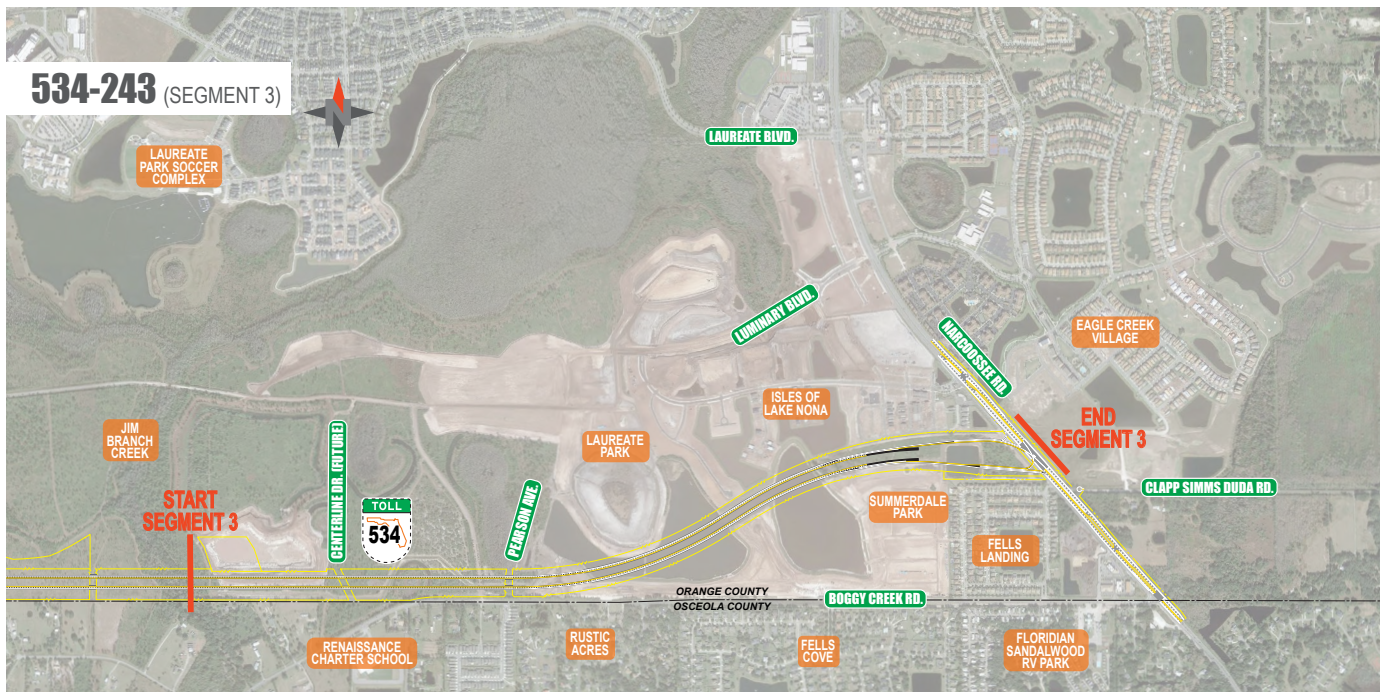 534-243 (SEGMENT 3)
N
LAUREATE BLVD.
LAUREATE
PARK SOCCER
COMPLEX
LUMINARY BLVD.
NARCOOSSEE RD.
EAGLE CREEK
VILLAGE
ISLES OF
LAKE NONA
END
SEGMENT 3
JIM
BRANCH
CREEK
CENTERLINE DR. (FUTURE)
LAUREATE
PARK
CLAPP SIMMS DUDA RD.
START
SEGMENT 3
TOLL
534
PEARSON AVE.
SUMMERDALE
PARK
FELLS
LANDING
ORANGE COUNTY
OSCEOLA COUNTY
BOGGY CREEK RD.
RENAISSANCE
CHARTER SCHOOL
RUSTIC
ACRES
FELLS
COVE
FLORIDIAN
SANDALWOOD
RV PARK